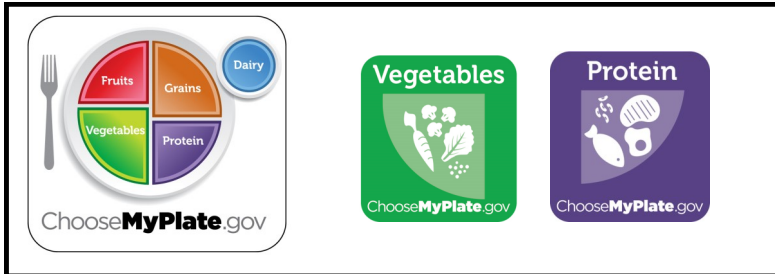 Fruits
Grains
Dairy
Vegetables
Protein
ChooseMyPlate.gov
Vegetables
ChooseMyPlate.gov
Protein
ChooseMyPlate.gov